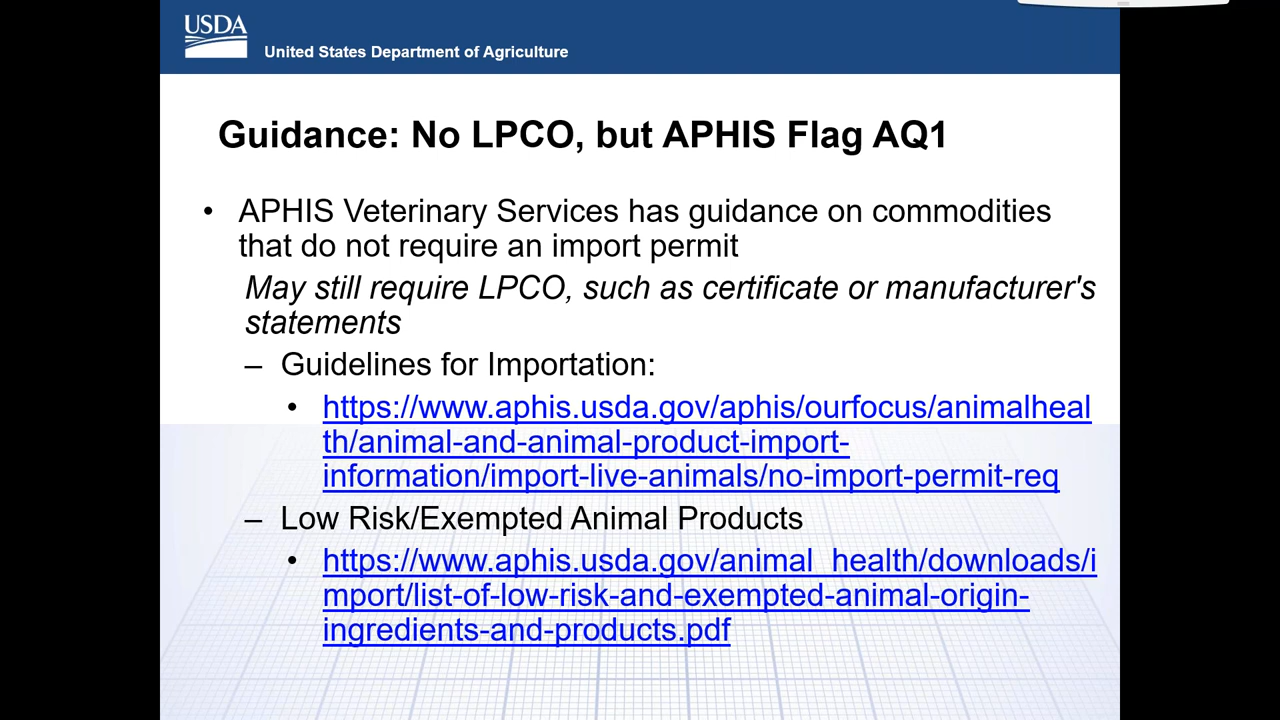 USDA
United States Department of Agriculture
Guidance: No LPCO, but APHIS Flag AQ1
• APHIS Veterinary Services has guidance on commodities
that do not require an import permit
May still require LPCO, such as certificate or manufacturer's
statements
– Guidelines for Importation:
• https://www.aphis.usda.gov/aphis/ourfocus/animalheal
th/animal-and-animal-product-import-
information/import-live-animals/no-import-permit-req
– Low Risk/Exempted Animal Products
• https://www.aphis.usda.gov/animal_health/downloads/i
mport/list-of-low-risk-and-exempted-animal-origin-
ingredients-and-products.pdf